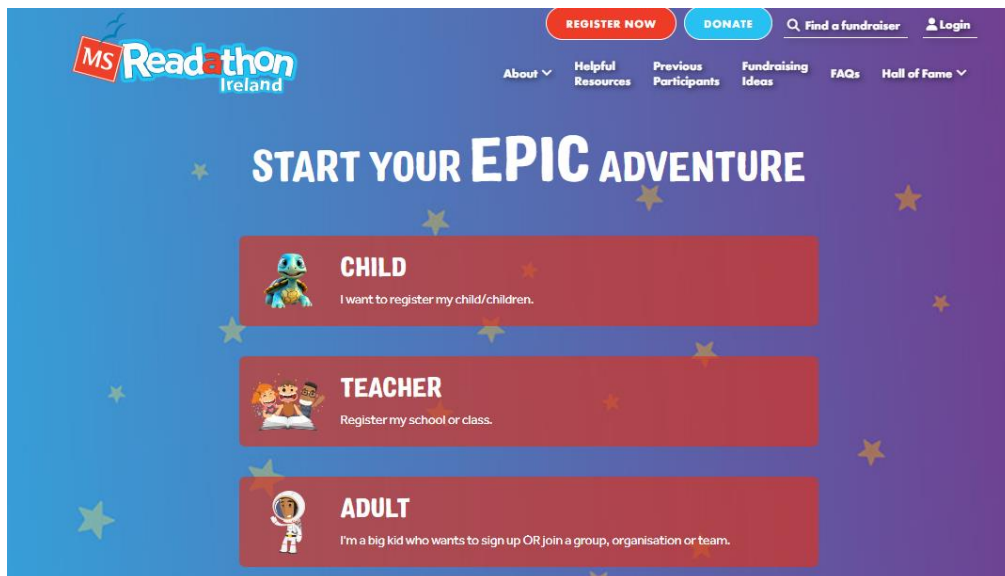 REGISTER NOW
DONATE
Find a fundraiser
Login
MS Readathon
Ireland
About
Helpful
Resources
Previous
Participants
Fundraising
Ideas
FAQs
Hall of Fame
START YOUR EPIC ADVENTURE
CHILD
I want to register my child/children.
TEACHER
Register my school or class.
ADULT
I'm a big kid who wants to sign up OR join a group, organisation or team.